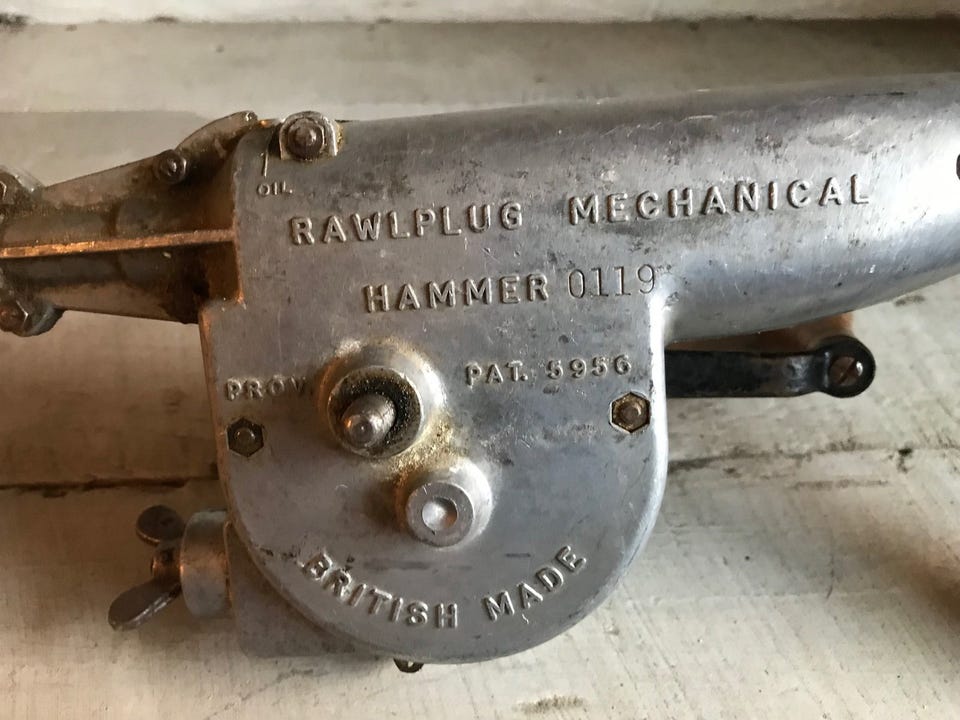 OIL
RAWLPLUG MECHANICAL
HAMMER 0119
PROV. PAT. 5956
BRITISH MADE